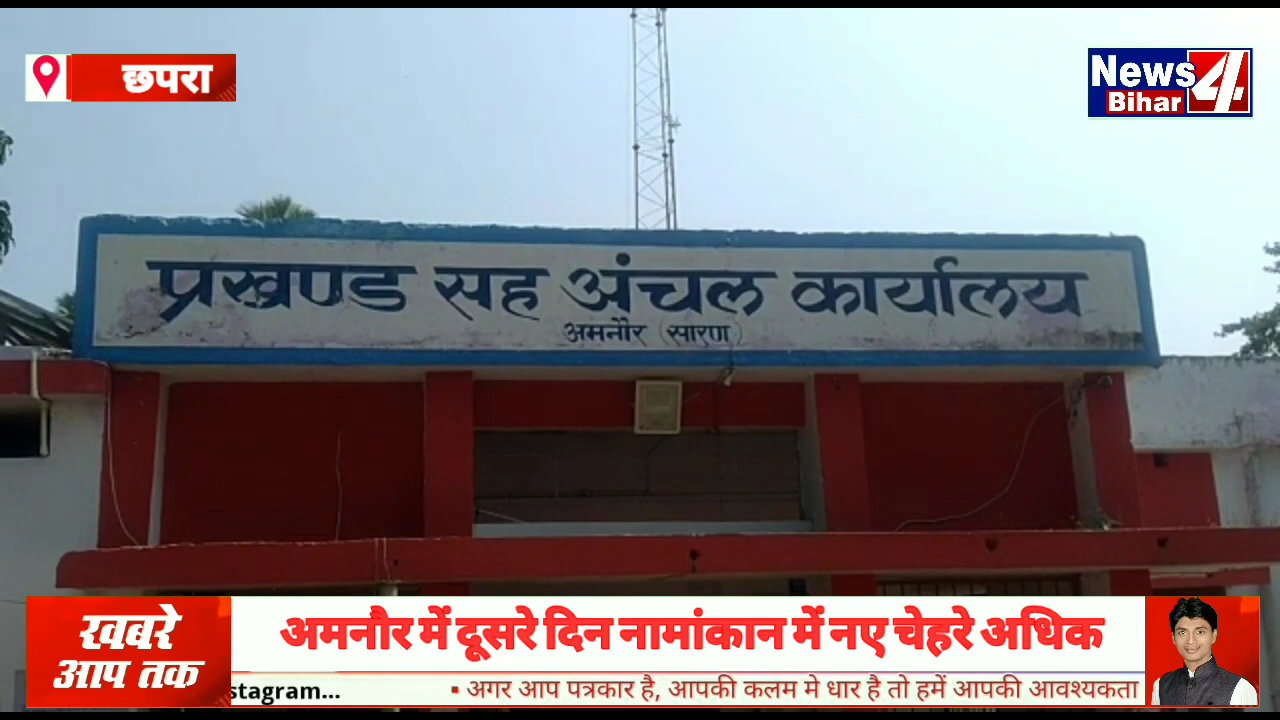 छपरा
News 4
Bihar
प्रखण्ड सह अंचल कार्यालय
अमनौर (सारण)
खबरे
आप तक
अमनौर में दूसरे दिन नामांकान में नए चेहरे अधिक
stagram... ▪ अगर आप पत्रकार है, आपकी कलम मे धार है तो हमें आपकी आवश्यकता